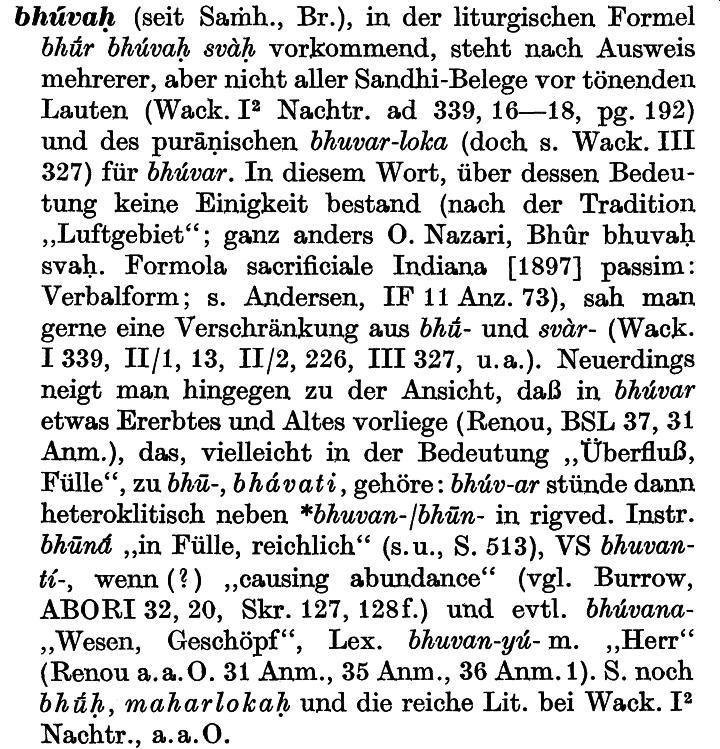 bhúvaḥ (seit Saṁh., Br.), in der liturgischen Formel
bhū́r bhúvaḥ svàḥ vorkommend, steht nach Ausweis
mehrerer, aber nicht aller Sandhi-Belege vor tönenden
Lauten (Wack. I² Nachtr. ad 339, 16—18, pg. 192)
und des purāṇischen bhuvar-loka (doch s. Wack. III
327) für bhúvar. In diesem Wort, über dessen Bedeu-
tung keine Einigkeit bestand (nach der Tradition
„Luftgebiet“; ganz anders O. Nazari, Bhûr bhuvaḥ
svaḥ. Formola sacrificiale Indiana [1897] passim:
Verbalform; s. Andersen, IF 11 Anz. 73), sah man
gerne eine Verschränkung aus bhū́- und svàr- (Wack.
I 339, II/1, 13, II/2, 226, III 327, u.a.). Neuerdings
neigt man hingegen zu der Ansicht, daß in bhúvar
etwas Ererbtes und Altes vorliege (Renou, BSL 37, 31
Anm.), das, vielleicht in der Bedeutung „Überfluß,
Fülle“, zu bhū-, bhávati, gehöre: bhúv-ar stünde dann
heteroklitisch neben *bhuvan-/bhūn- in rigved. Instr.
bhūnā́ „in Fülle, reichlich“ (s.u., S. 513), VS bhuvan-
tí-, wenn (?) „causing abundance“ (vgl. Burrow,
ABORI 32, 20, Skr. 127, 128f.) und evtl. bhúvana-
„Wesen, Geschöpf“, Lex. bhuvan-yú- m. „Herr“
(Renou a.a.O. 31 Anm., 35 Anm., 36 Anm. 1). S. noch
bhū́ḥ, maharlokaḥ und die reiche Lit. bei Wack. I²
Nachtr., a.a.O.